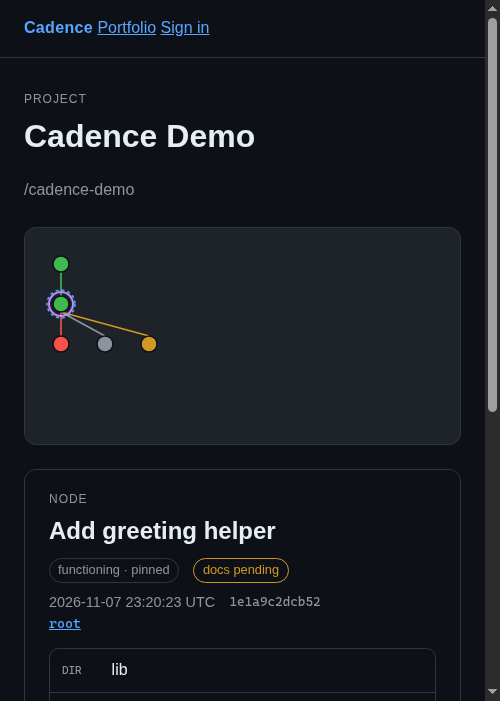 Cadence Portfolio Sign in
PROJECT
Cadence Demo
/cadence-demo
NODE
Add greeting helper
functioning · pinned docs pending
2026-11-07 23:20:23 UTC 1e1a9c2dcb52
root
DIR lib